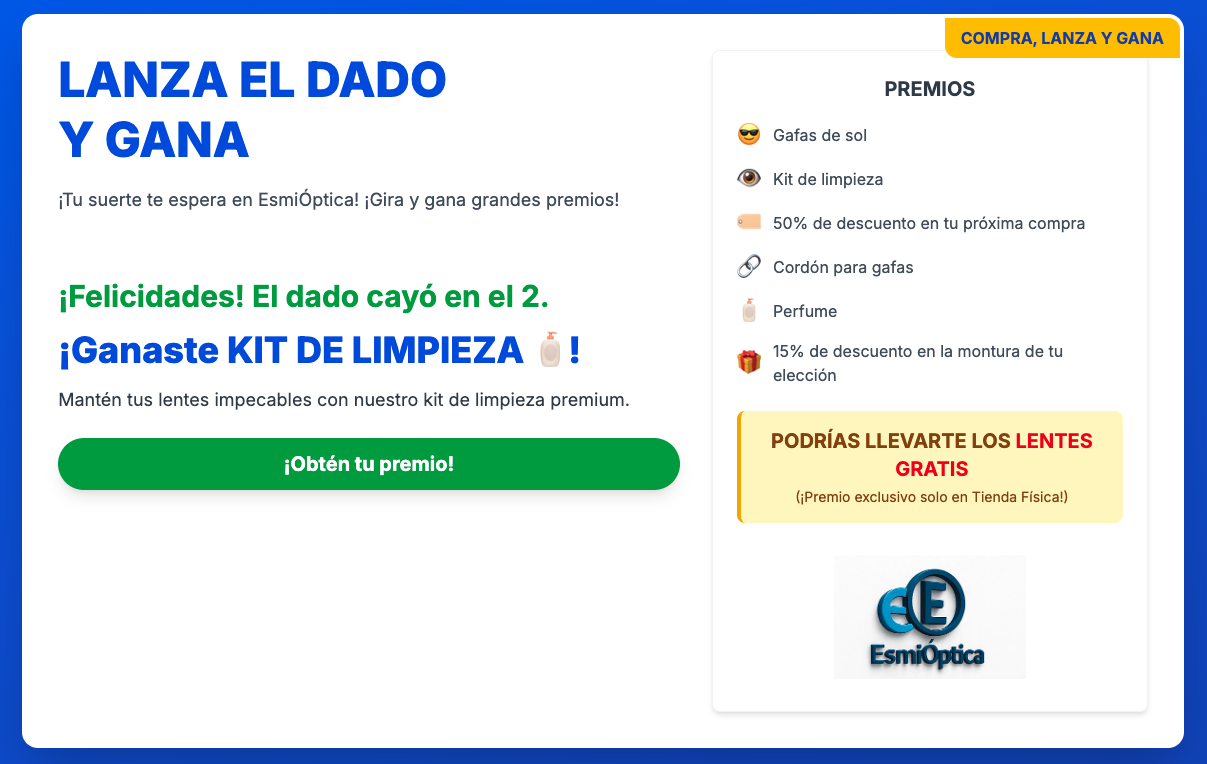 COMPRA, LANZA Y GANA
LANZA EL DADO
Y GANA
¡Tu suerte te espera en EsmiÓptica! ¡Gira y gana grandes premios!
¡Felicidades! El dado cayó en el 2.
¡Ganaste KIT DE LIMPIEZA 🧴!
Mantén tus lentes impecables con nuestro kit de limpieza premium.
¡Obtén tu premio!
PREMIOS
Gafas de sol
Kit de limpieza
50% de descuento en tu próxima compra
Cordón para gafas
Perfume
15% de descuento en la montura de tu
elección
PODRÍAS LLEVARTE LOS LENTES
GRATIS
(¡Premio exclusivo solo en Tienda Física!)
eE
EsmiÓptica